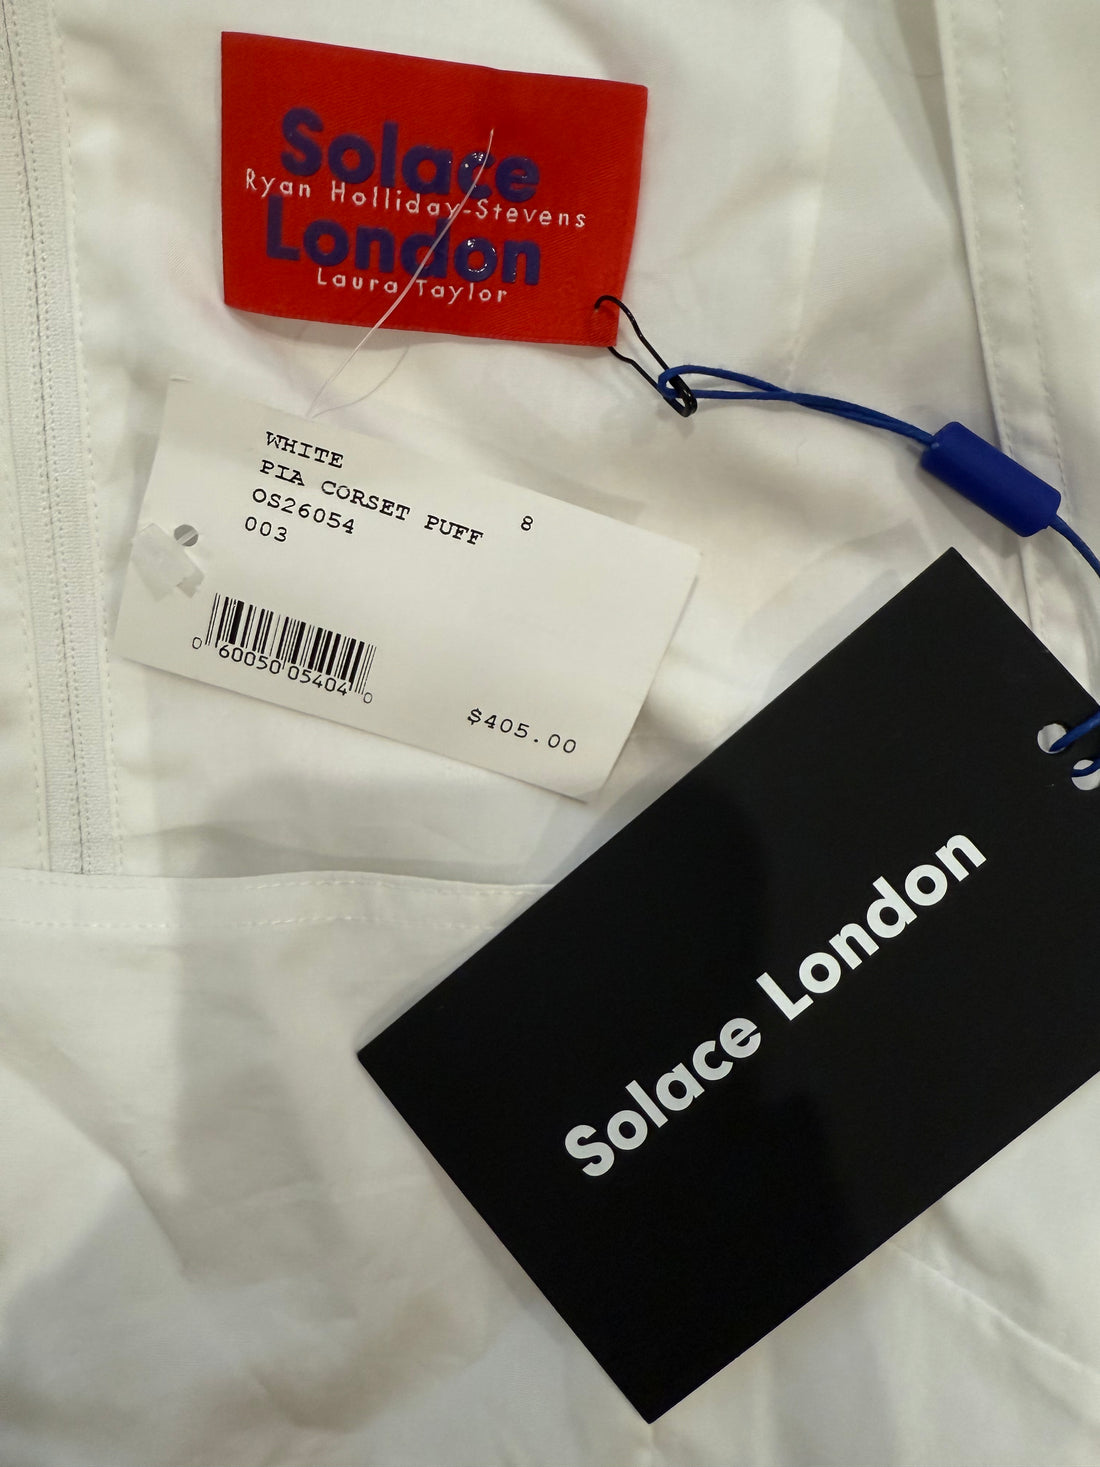 Solace
Ryan Holliday-Stevens
London
Laura Taylor
WHITE
PIA CORSET PUFF 8
OS26054
003
0 60050 05404 0
$405.00
Solace London